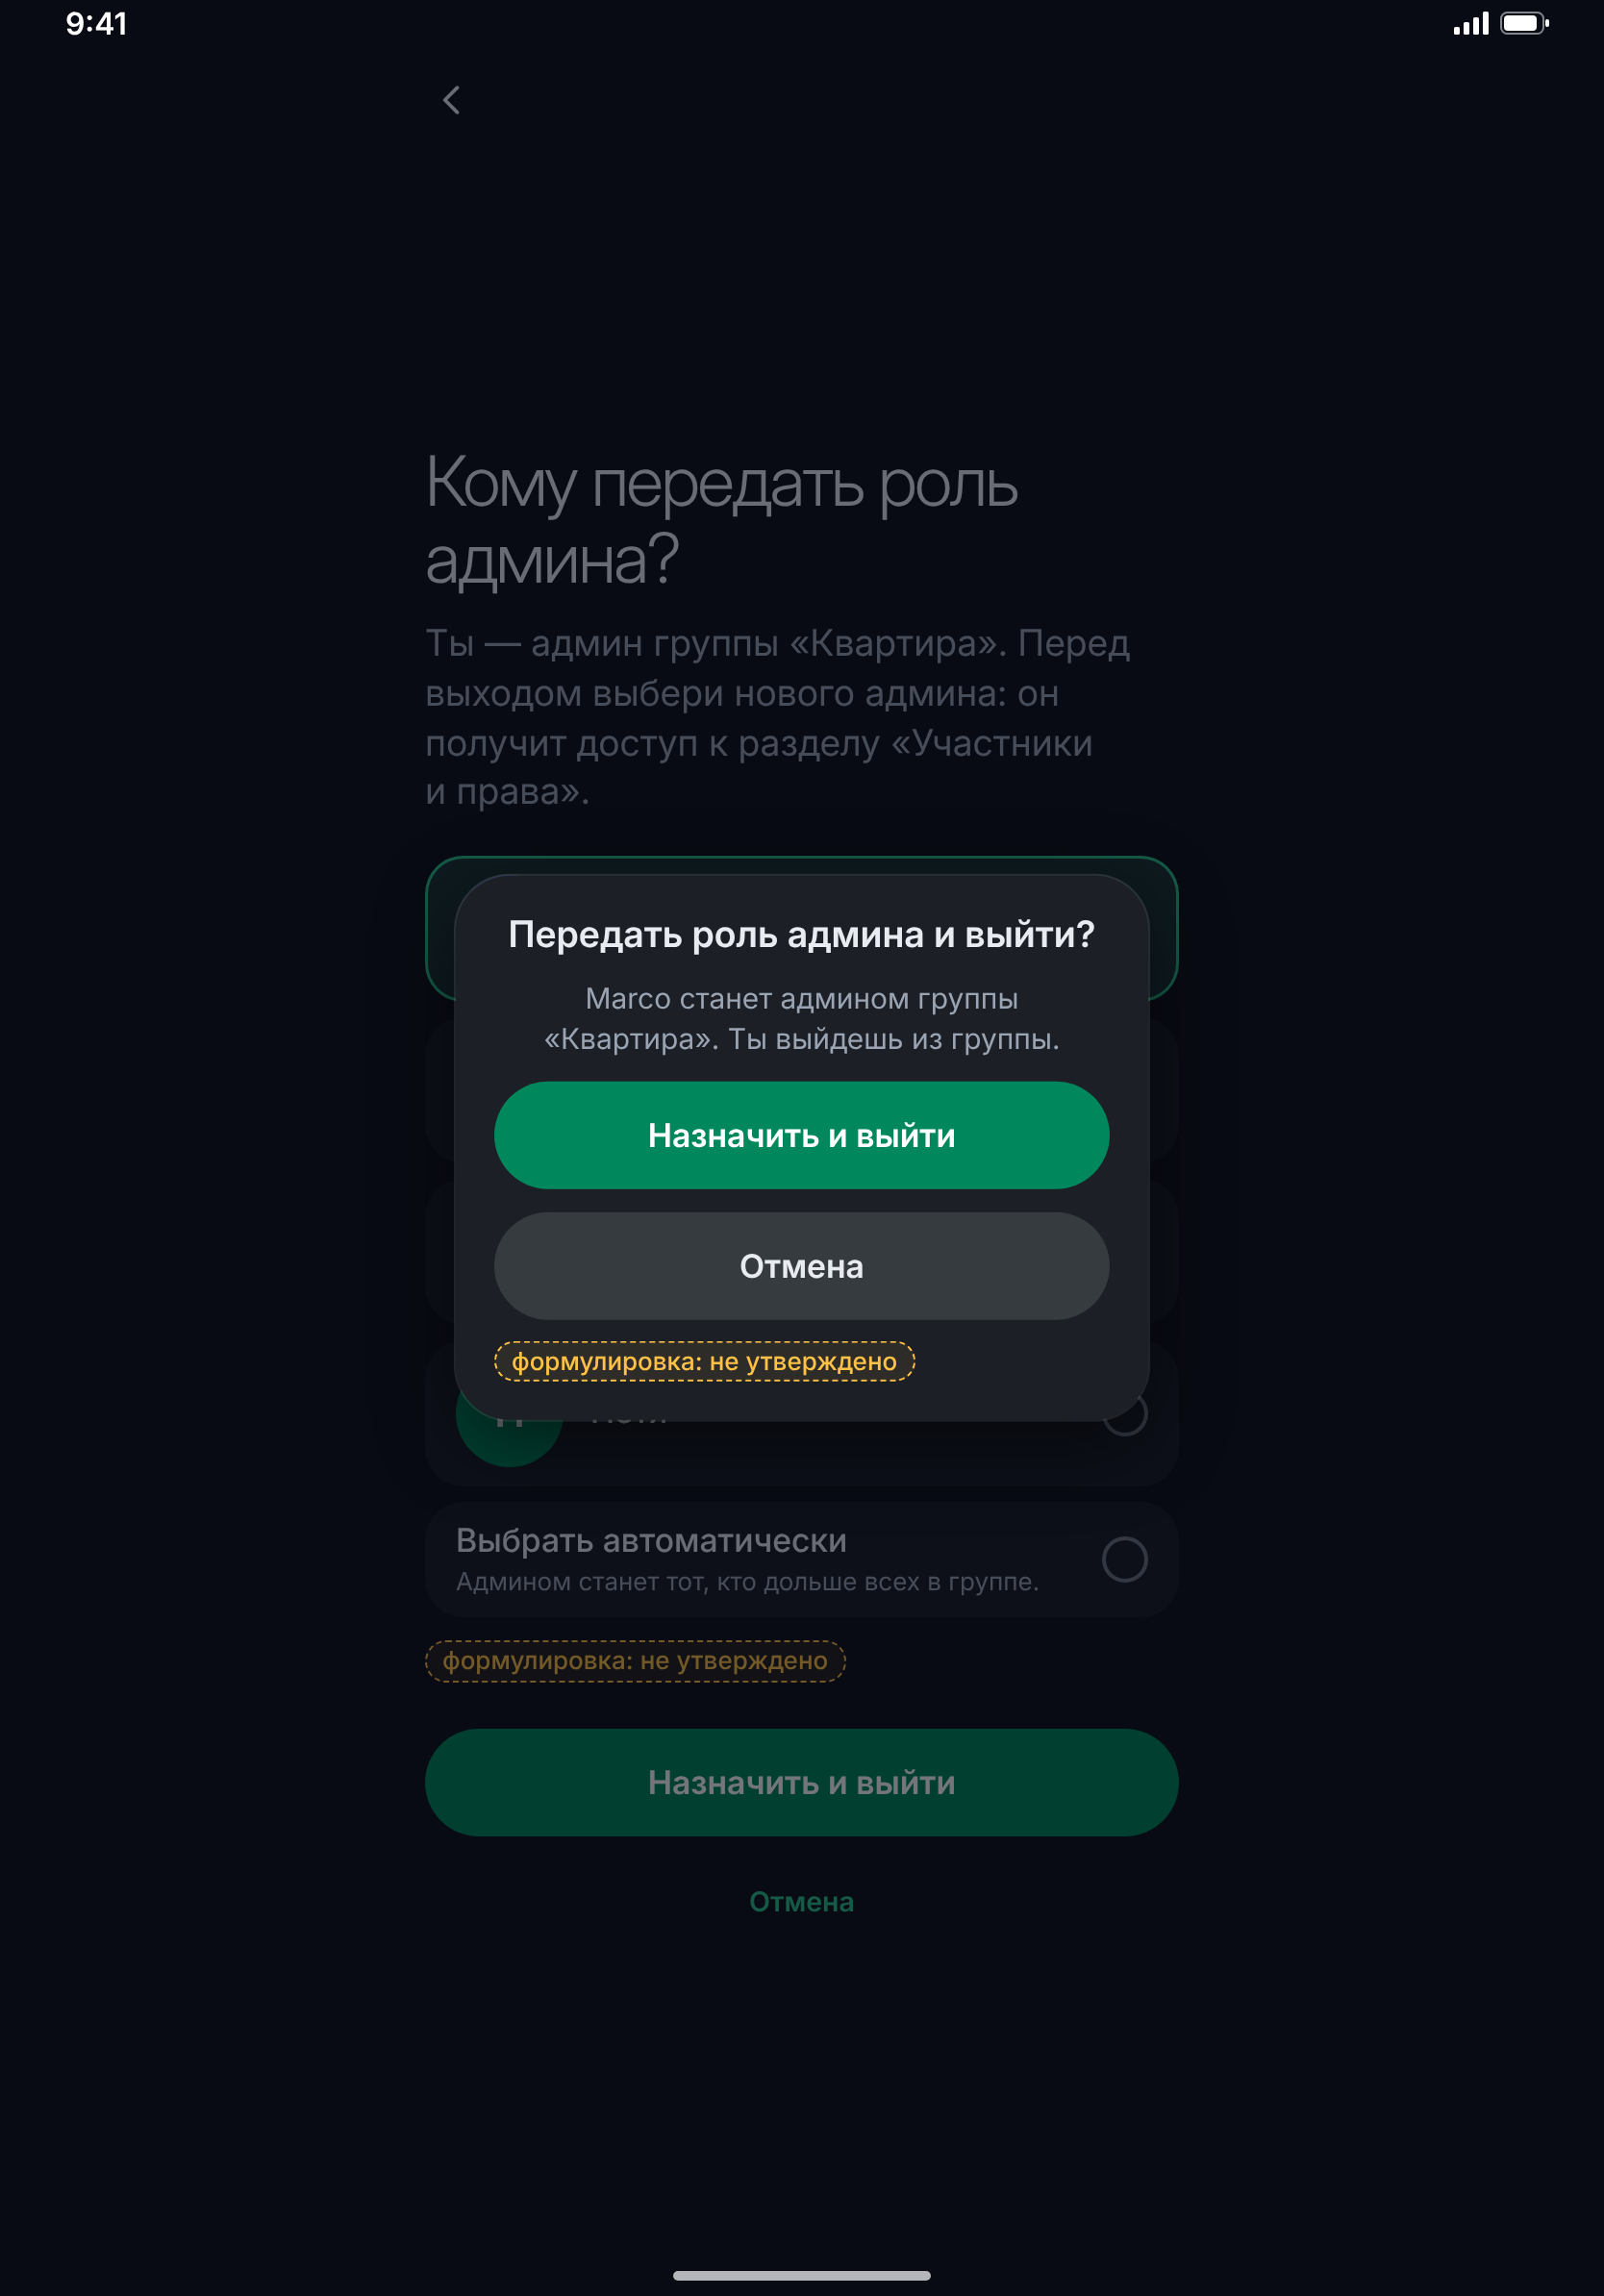 9:41
Кому передать роль
админа?
Ты — админ группы «Квартира». Перед
выходом выбери нового админа: он
получит доступ к разделу «Участники
и права».
Передать роль админа и выйти?
Marco станет админом группы
«Квартира». Ты выйдешь из группы.
Назначить и выйти
Отмена
формулировка: не утверждено
Выбрать автоматически
Админом станет тот, кто дольше всех в группе.
формулировка: не утверждено
Назначить и выйти
Отмена